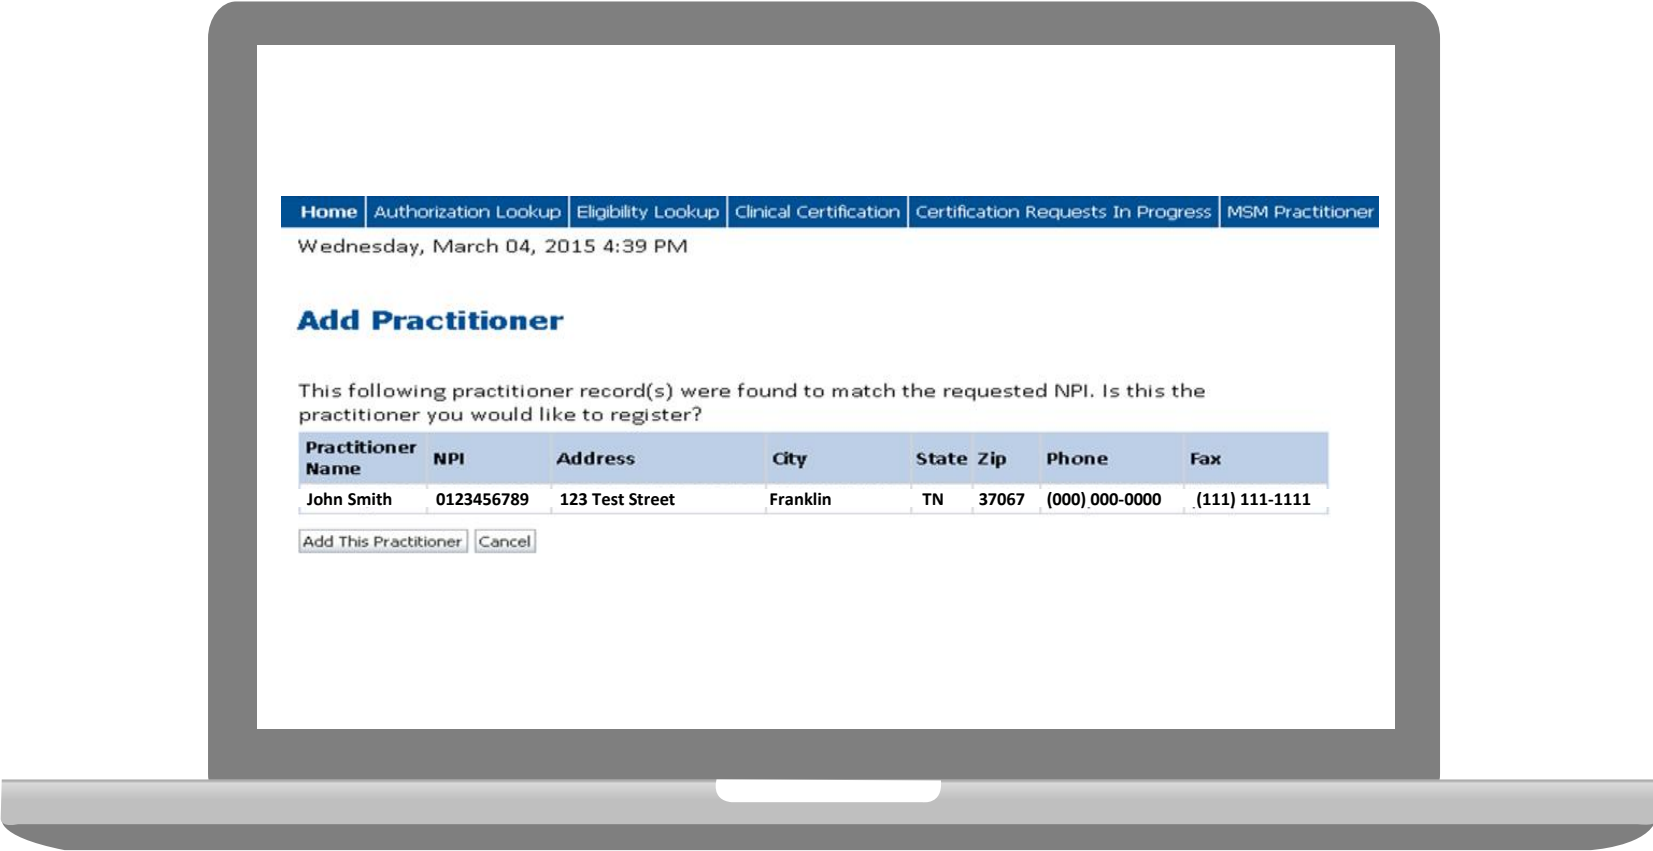 Home Authorization Lookup Eligibility Lookup Clinical Certification Certification Requests In Progress MSM Practitioner
Wednesday, March 04, 2015 4:39 PM
Add Practitioner
This following practitioner record(s) were found to match the requested NPI. Is this the
practitioner you would like to register?
Practitioner Name NPI Address City State Zip Phone Fax
John Smith 0123456789 123 Test Street Franklin TN 37067 (000) 000-0000 (111) 111-1111
Add This Practitioner Cancel